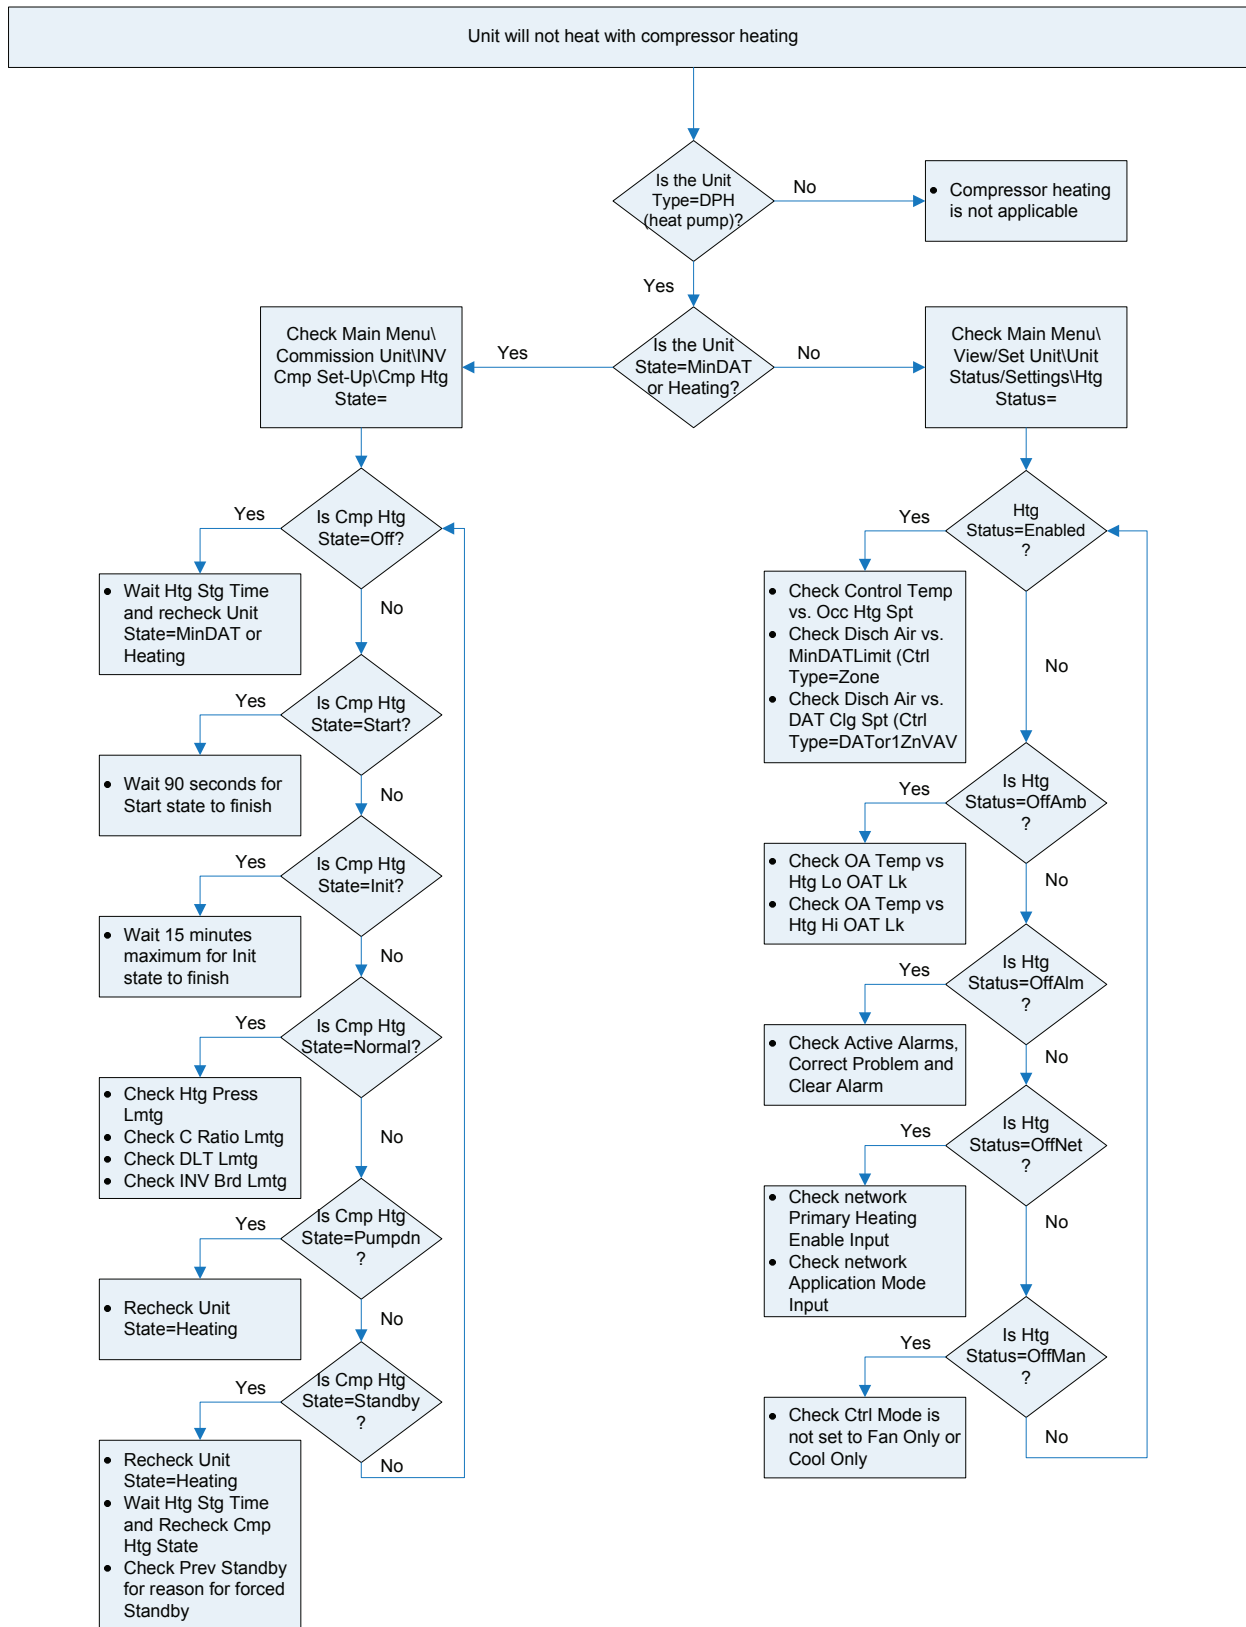 Unit will not heat with compressor heating
Is the Unit
Type=DPH
(heat pump)?
No
• Compressor heating
is not applicable
Yes
Check Main Menu\
Commission Unit\INV
Cmp Set-Up\Cmp Htg
State=
Yes
Is the Unit
State=MinDAT
or Heating?
No
Check Main Menu\
View/Set Unit\Unit
Status/Settings\Htg
Status=
Is Cmp Htg
State=Off?
Yes
• Wait Htg Stg Time
and recheck Unit
State=MinDAT or
Heating
No
Is Cmp Htg
State=Start?
Yes
• Wait 90 seconds for
Start state to finish
No
Is Cmp Htg
State=Init?
Yes
• Wait 15 minutes
maximum for Init
state to finish
No
Is Cmp Htg
State=Normal?
Yes
• Check Htg Press
Lmtg
• Check C Ratio Lmtg
• Check DLT Lmtg
• Check INV Brd Lmtg
No
Is Cmp Htg
State=Pumpdn
?
Yes
• Recheck Unit
State=Heating
No
Is Cmp Htg
State=Standby
?
Yes
• Recheck Unit
State=Heating
• Wait Htg Stg Time
and Recheck Cmp
Htg State
• Check Prev Standby
for reason for forced
Standby
No
Htg
Status=Enabled
?
Yes
• Check Control Temp
vs. Occ Htg Spt
• Check Disch Air vs.
MinDATLimit (Ctrl
Type=Zone
• Check Disch Air vs.
DAT Clg Spt (Ctrl
Type=DATor1ZnVAV
No
Is Htg
Status=OffAmb
?
Yes
• Check OA Temp vs
Htg Lo OAT Lk
• Check OA Temp vs
Htg Hi OAT Lk
No
Is Htg
Status=OffAlm
?
Yes
• Check Active Alarms,
Correct Problem and
Clear Alarm
No
Is Htg
Status=OffNet
?
Yes
• Check network
Primary Heating
Enable Input
• Check network
Application Mode
Input
No
Is Htg
Status=OffMan
?
Yes
• Check Ctrl Mode is
not set to Fan Only or
Cool Only
No